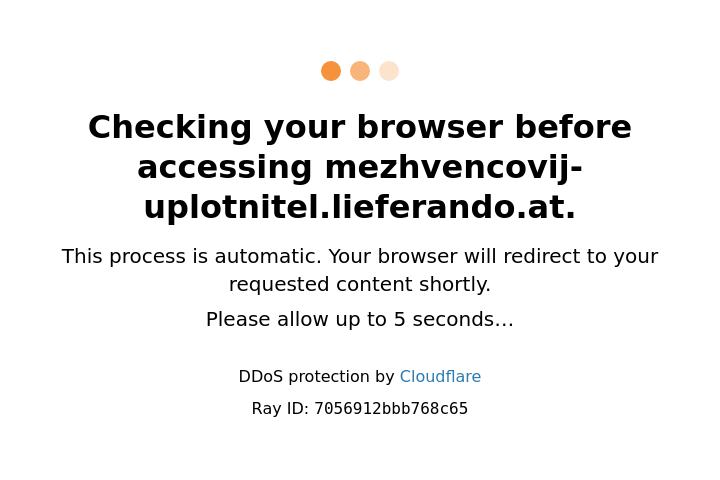 Checking your browser before
accessing mezhvencovij-
uplotnitel.lieferando.at.
This process is automatic. Your browser will redirect to your
requested content shortly.
Please allow up to 5 seconds…
DDoS protection by Cloudflare
Ray ID: 7056912bbb768c65